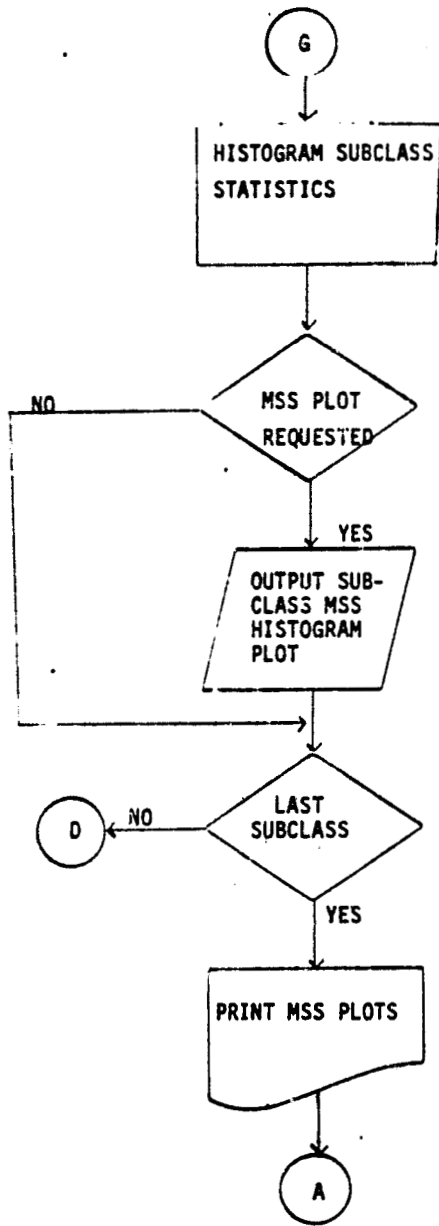 G
HISTOGRAM SUBCLASS
STATISTICS
MSS PLOT
REQUESTED
NO
YES
OUTPUT SUB-
CLASS MSS
HISTOGRAM
PLOT
LAST
SUBCLASS
NO
D
YES
PRINT MSS PLOTS
A